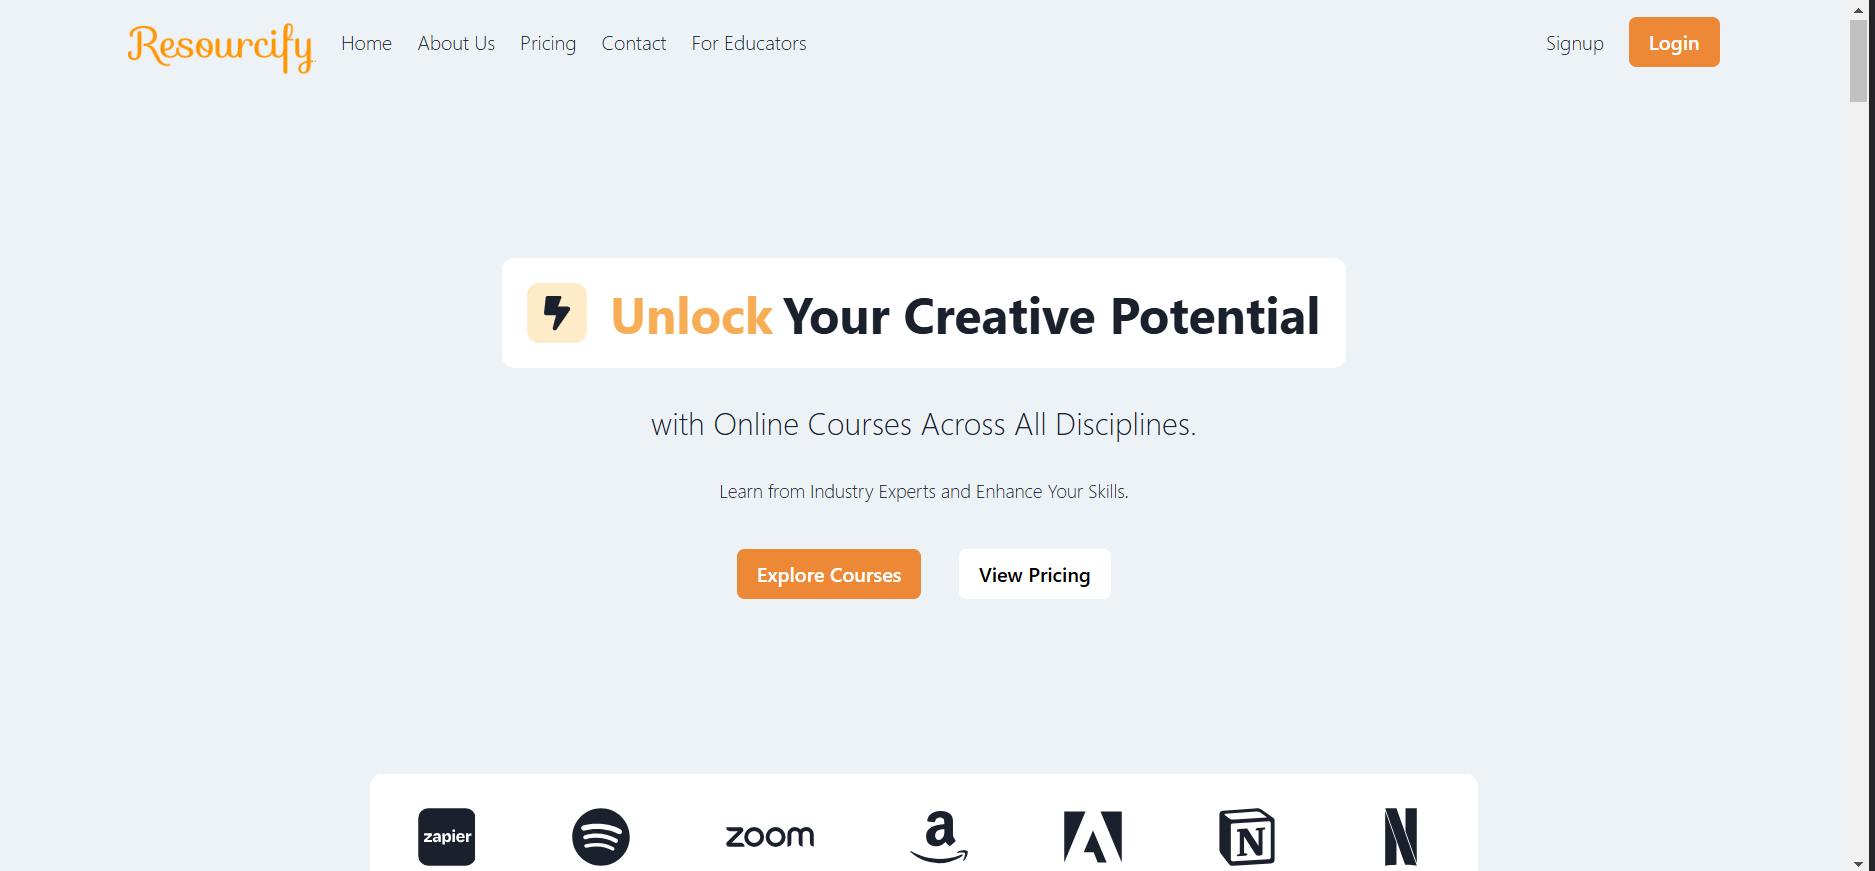 Resourcify Home About Us Pricing Contact For Educators Signup Login
Unlock Your Creative Potential
with Online Courses Across All Disciplines.
Learn from Industry Experts and Enhance Your Skills.
Explore Courses View Pricing
zapier zoom a N N